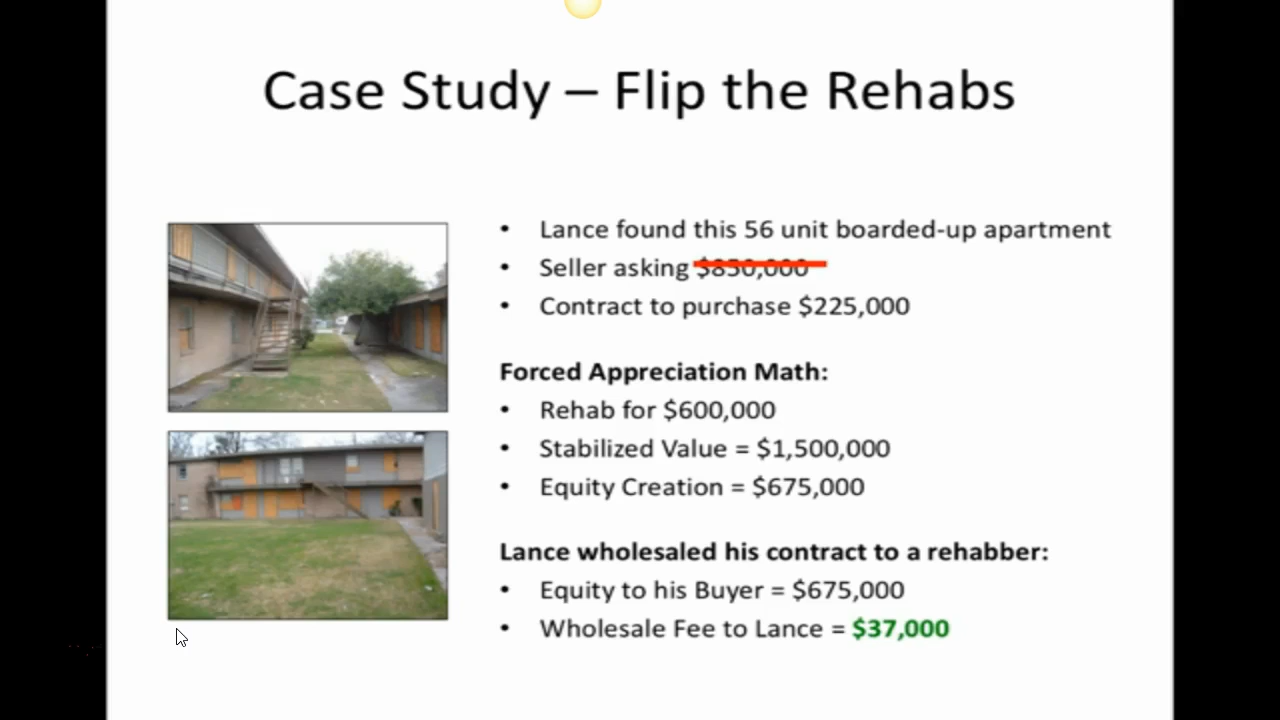 Case Study – Flip the Rehabs
• Lance found this 56 unit boarded-up apartment
• Seller asking $850,000
• Contract to purchase $225,000
Forced Appreciation Math:
• Rehab for $600,000
• Stabilized Value = $1,500,000
• Equity Creation = $675,000
Lance wholesaled his contract to a rehabber:
• Equity to his Buyer = $675,000
• Wholesale Fee to Lance = $37,000